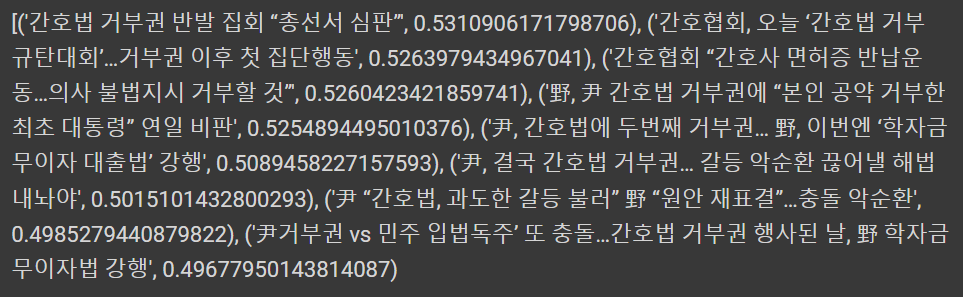 [('간호법 거부권 반발 집회 “총선서 심판”', 0.5310906171798706), ('간호협회, 오늘 ‘간호법 거부
규탄대회’…거부권 이후 첫 집단행동', 0.5263979434967041), ('간호협회 “간호사 면허증 반납운
동…의사 불법지시 거부할 것”', 0.5260423421859741), ('野, 尹 간호법 거부권에 “본인 공약 거부한
최초 대통령” 연일 비판', 0.5254894495010376), ('尹, 간호법에 두번째 거부권… 野, 이번엔 ‘학자금
무이자 대출법’ 강행', 0.5089458227157593), ('尹, 결국 간호법 거부권… 갈등 악순환 끊어낼 해법
내놔야', 0.5015101432800293), ('尹 “간호법, 과도한 갈등 불러” 野 “원안 재표결”…충돌 악순환',
0.4985279440879822), ('尹거부권 vs 민주 입법독주’ 또 충돌…간호법 거부권 행사된 날, 野 학자금
무이자법 강행', 0.49677950143814087)